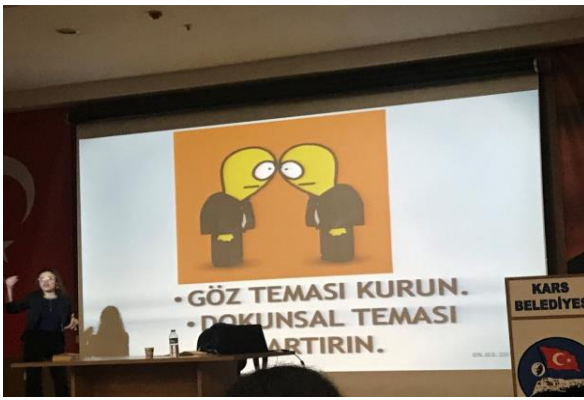 • GÖZ TEMASI KURUN.
• DOKUNSAL TEMASI
ARTIRIN.
KARS
BELEDİYES